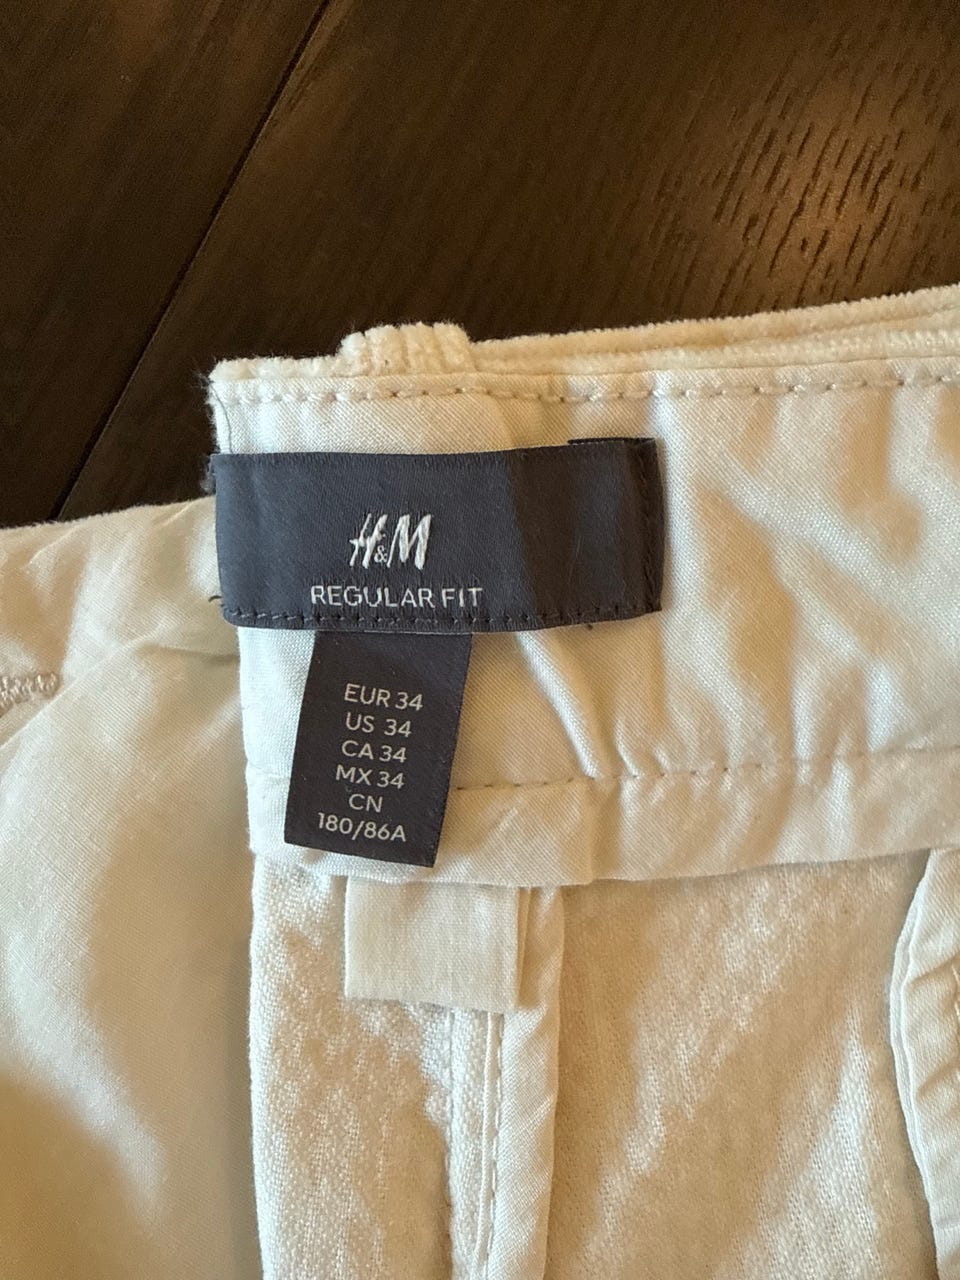 H&M
REGULAR FIT
EUR 34
US 34
CA 34
MX 34
CN
180/86A